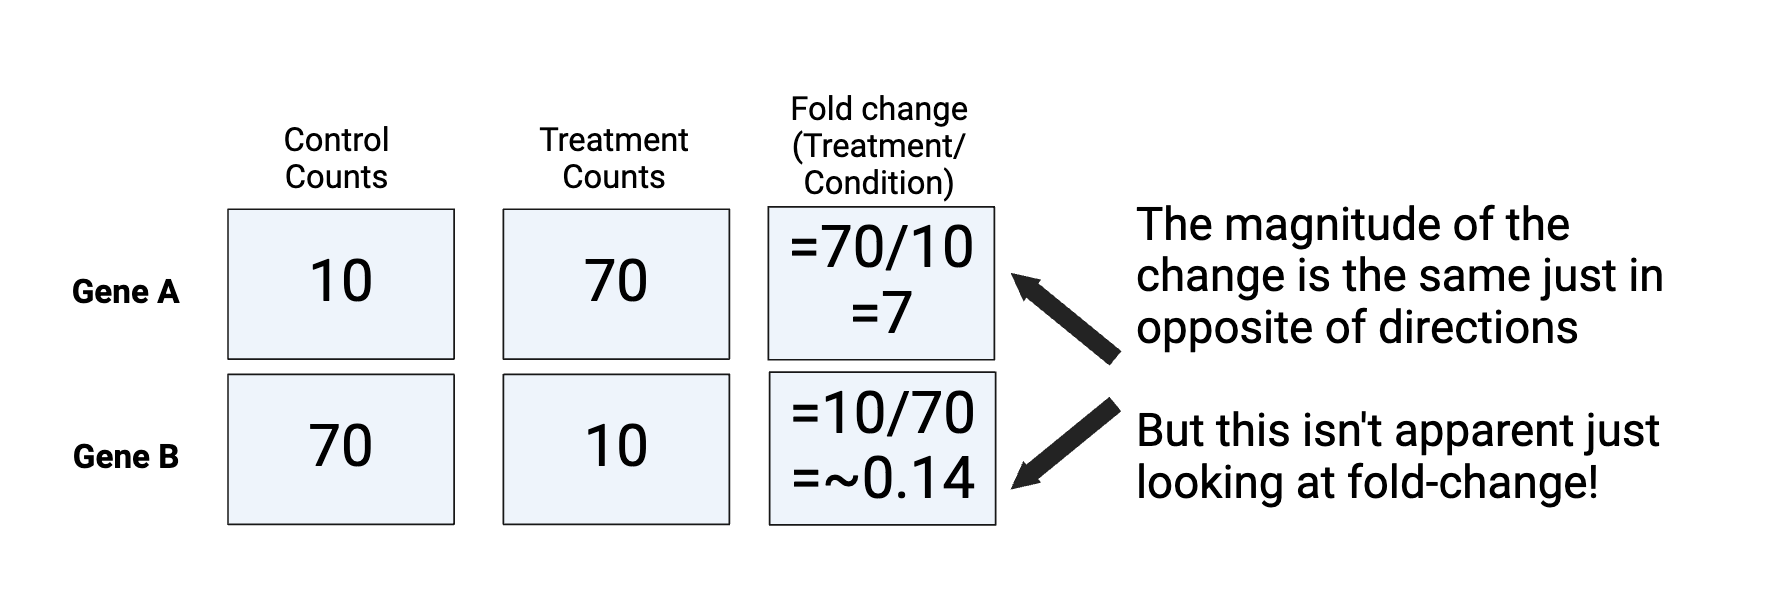 Control
Counts
Treatment
Counts
Fold change
(Treatment/
Condition)
Gene A
10
70
=70/10
=7
Gene B
70
10
=10/70
=~0.14
The magnitude of the
change is the same just in
opposite of directions
But this isn't apparent just
looking at fold-change!